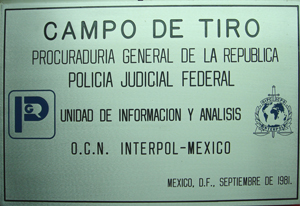 CAMPO DE TIRO
PROCURADURIA GENERAL DE LA REPUBLICA
POLICIA JUDICIAL FEDERAL
UNIDAD DE INFORMACION Y ANALISIS
O.C.N. INTERPOL-MEXICO
MEXICO, D.F., SEPTIEMBRE DE 1981.